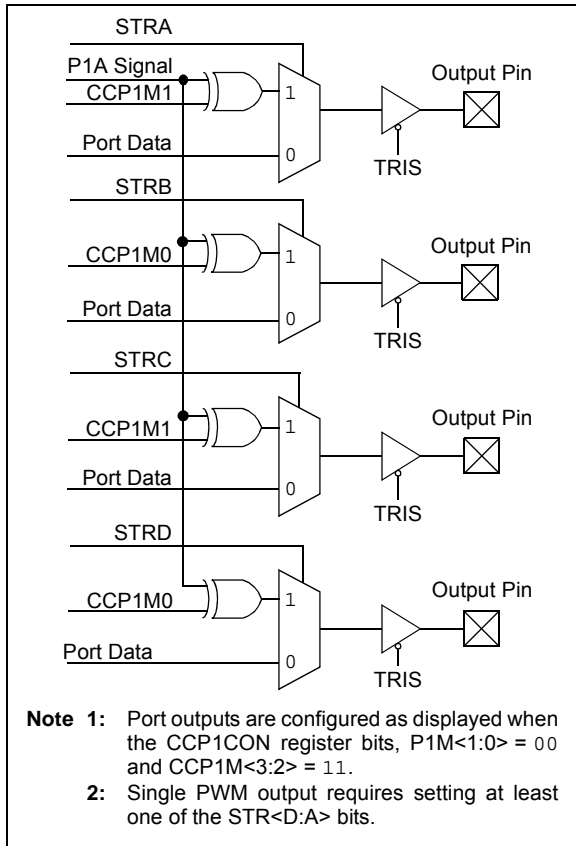 STRA
P1A Signal
Output Pin
CCP1M1
1
Port Data
0
TRIS
STRB
Output Pin
CCP1M0
1
Port Data
0
TRIS
STRC
Output Pin
CCP1M1
1
Port Data
0
TRIS
STRD
Output Pin
CCP1M0
1
Port Data
0
TRIS
Note 1: Port outputs are configured as displayed when
the CCP1CON register bits, P1M<1:0> = 00
and CCP1M<3:2> = 11.
2: Single PWM output requires setting at least
one of the STR<D:A> bits.